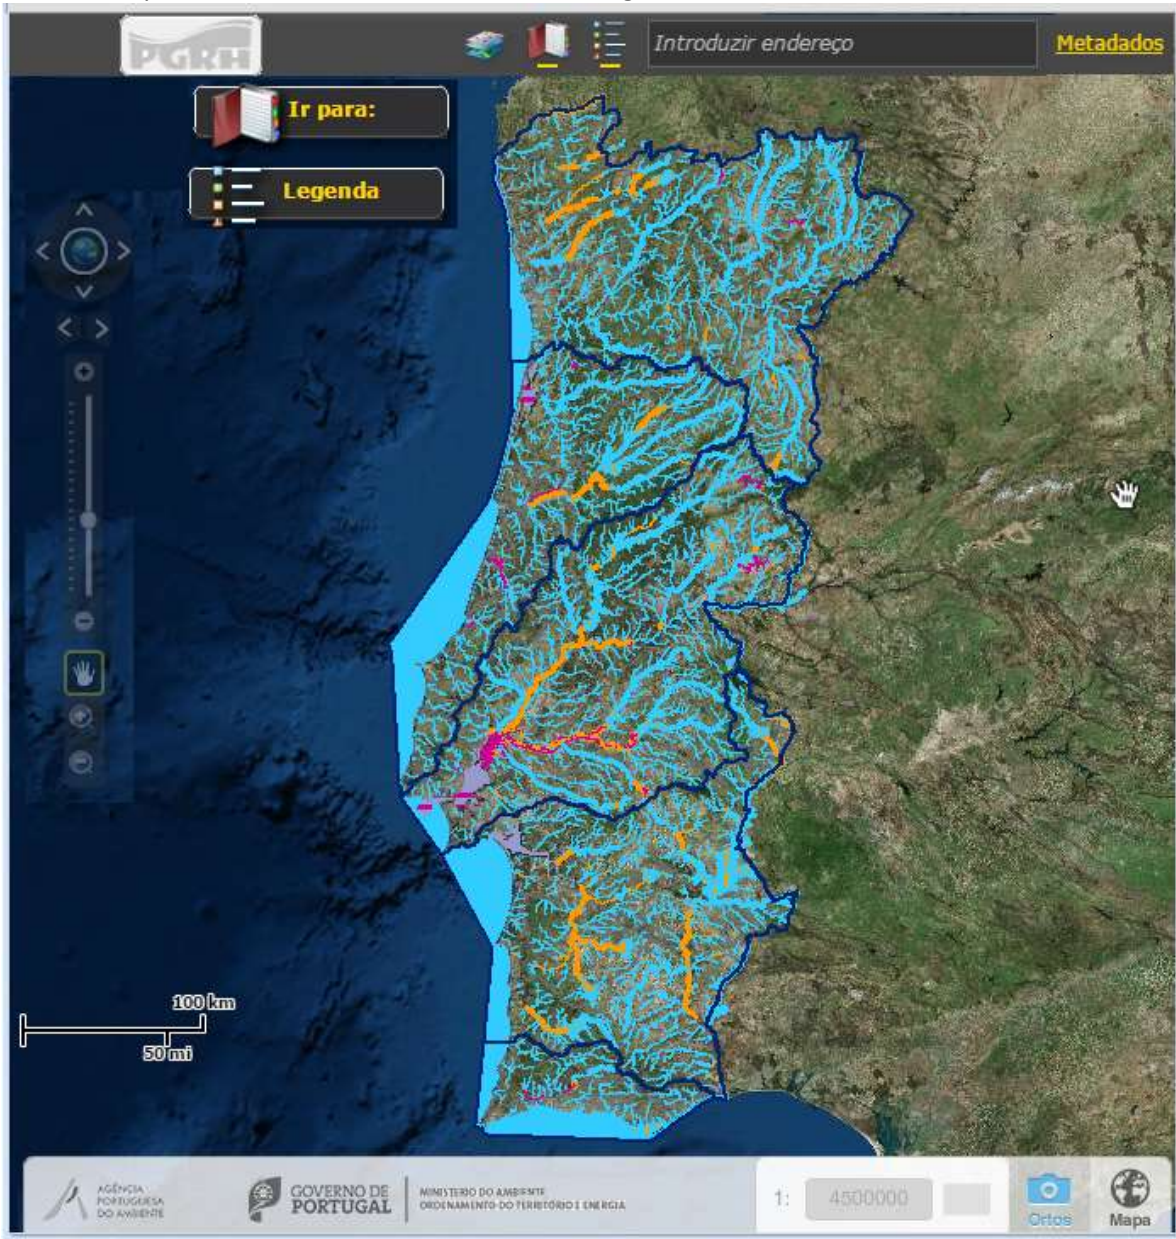 PGRH
Introduzir endereço
Metadados
Ir para:
Legenda
100 km
50 mi
AGÊNCIA
PORTUGUESA
DO AMBIENTE
GOVERNO DE
PORTUGAL
MINISTÉRIO DO AMBIENTE
ORDENAMENTO DO TERRITÓRIO E ENERGIA
1:
4500000
Ortos
Mapa